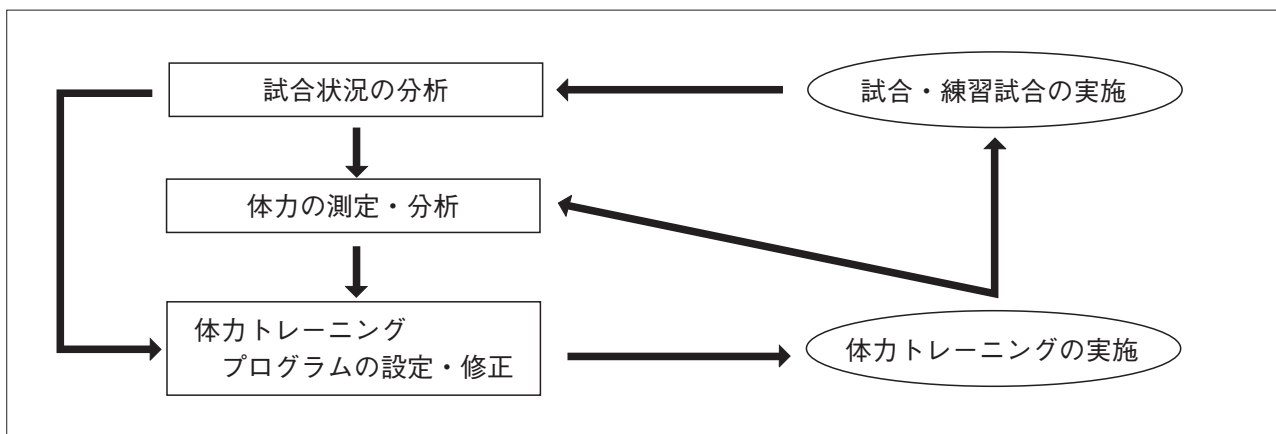 試合状況の分析
試合・練習試合の実施
体力の測定・分析
体力トレーニング
プログラムの設定・修正
体力トレーニングの実施